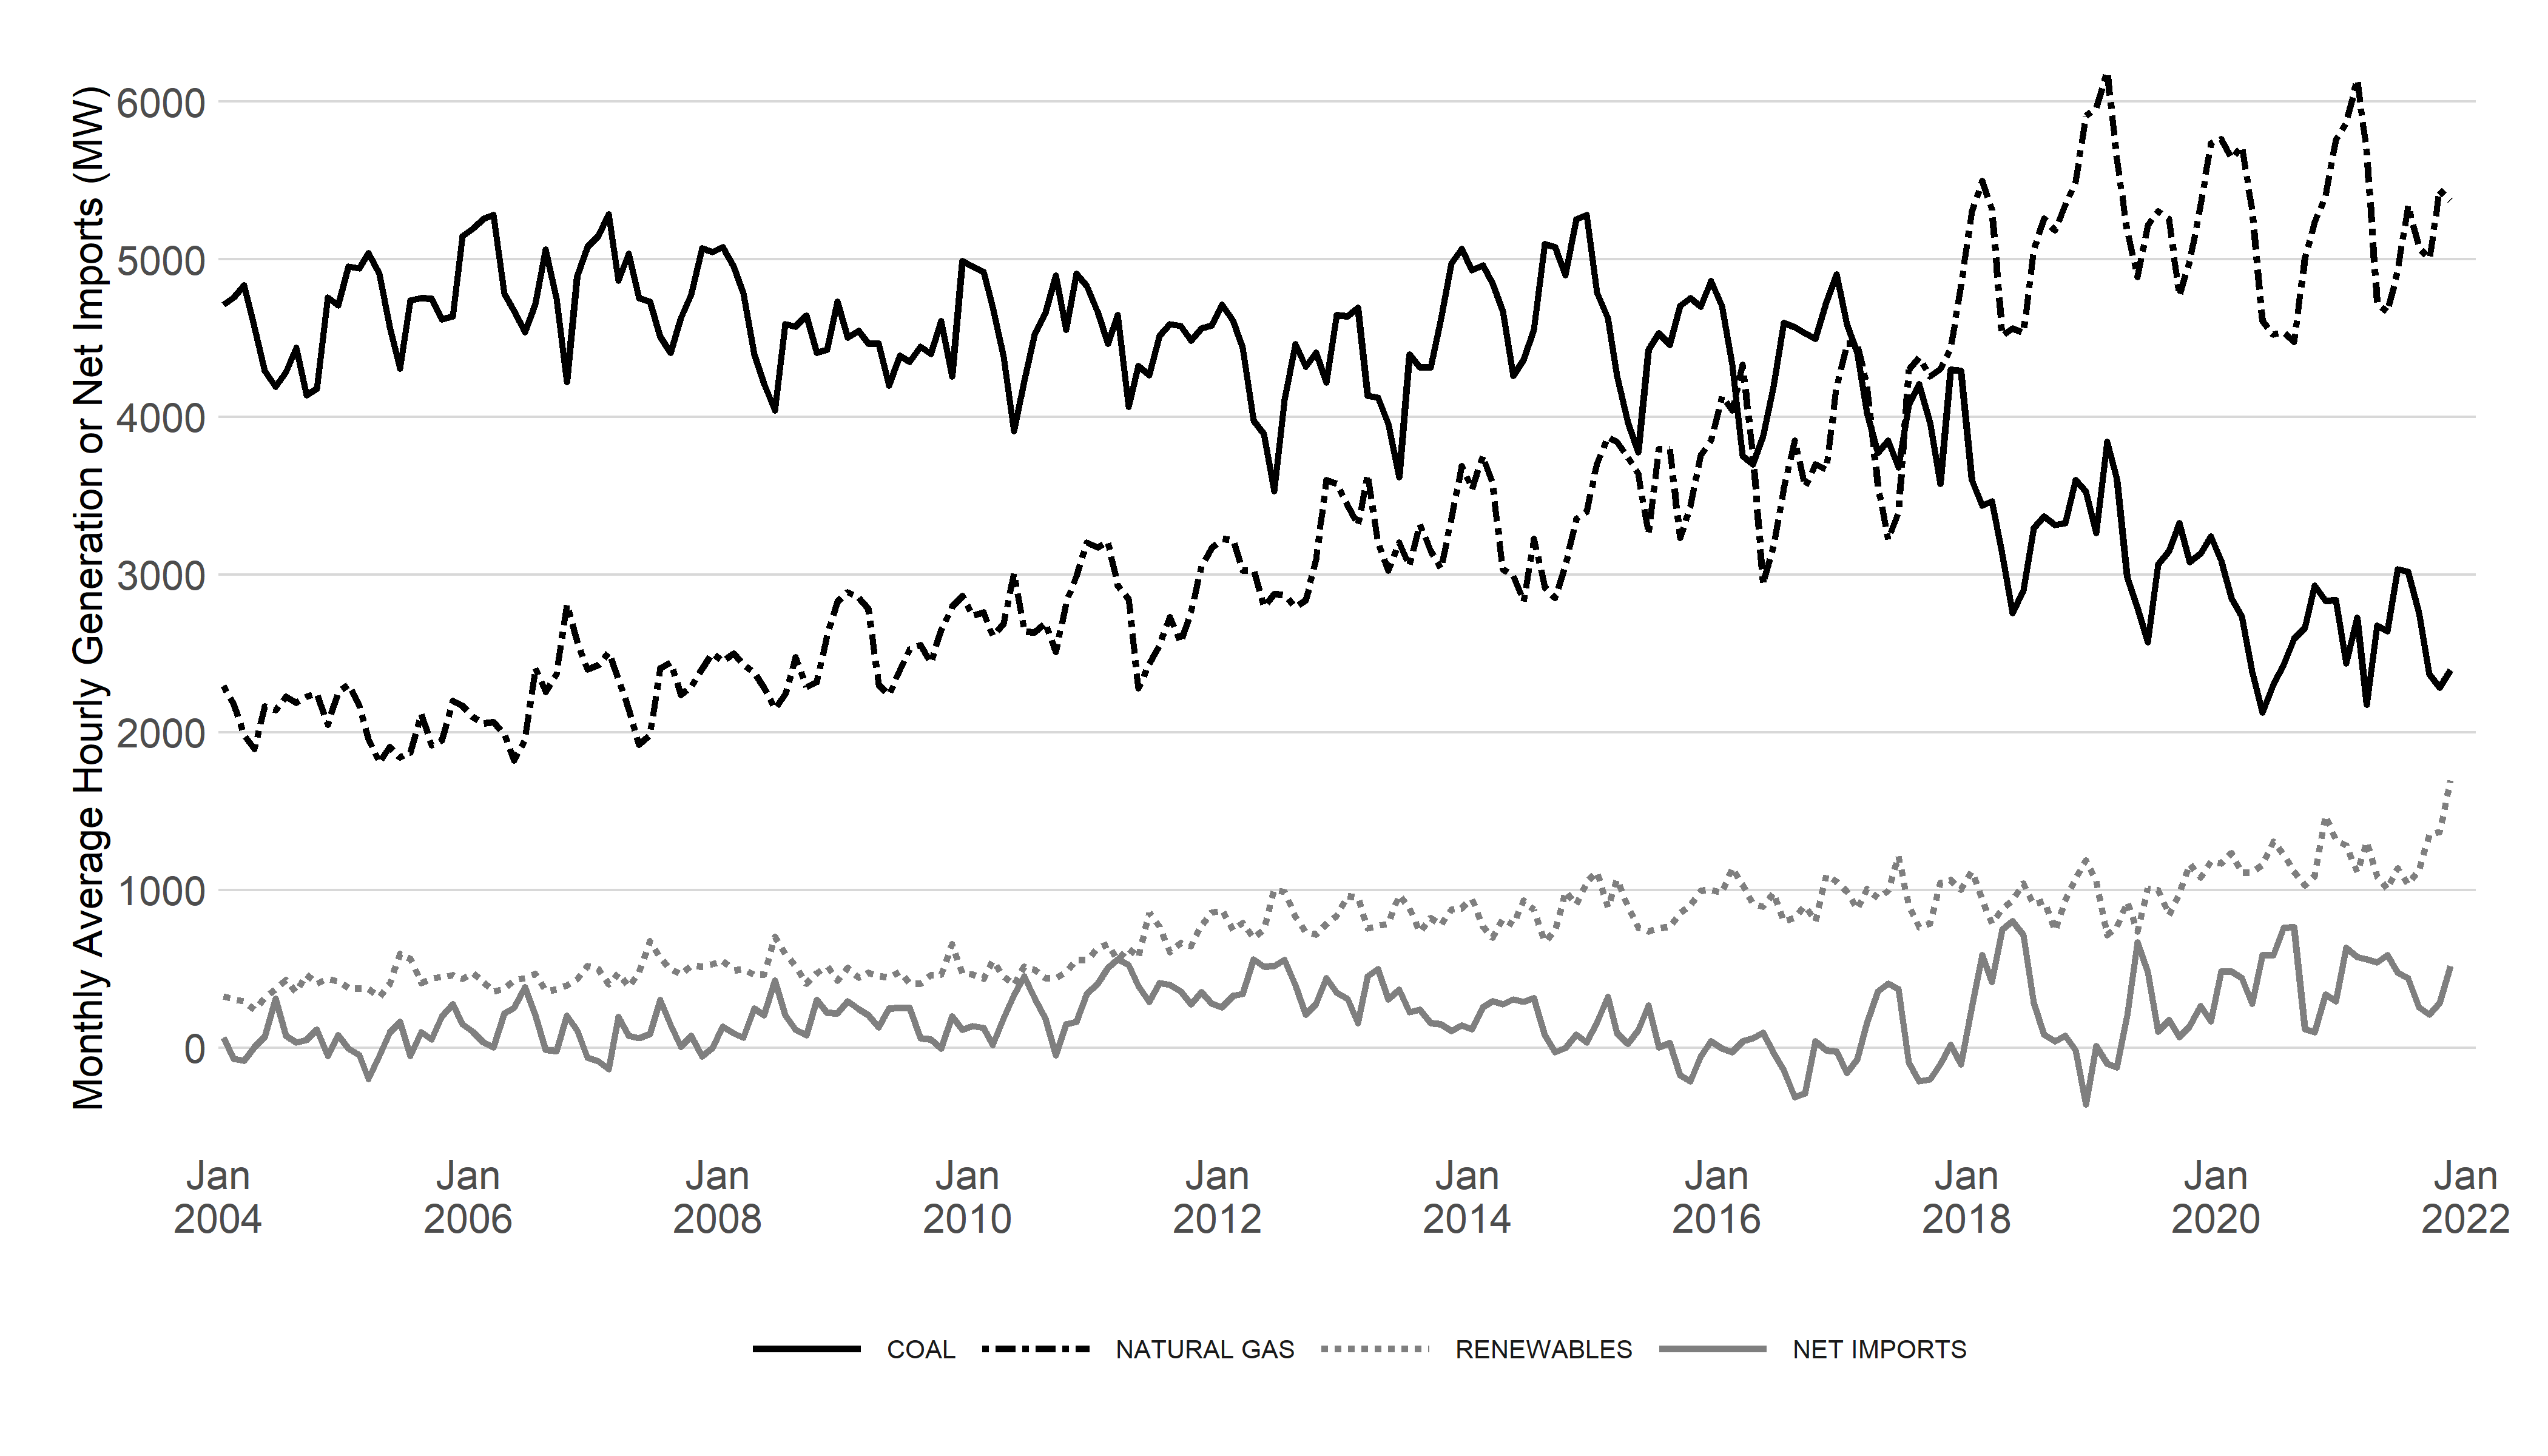 Monthly Average Hourly Generation or Net Imports (MW)
6000
5000
4000
3000
2000
1000
0
Jan Jan Jan Jan Jan Jan Jan Jan Jan Jan
2004 2006 2008 2010 2012 2014 2016 2018 2020 2022
COAL NATURAL GAS RENEWABLES NET IMPORTS